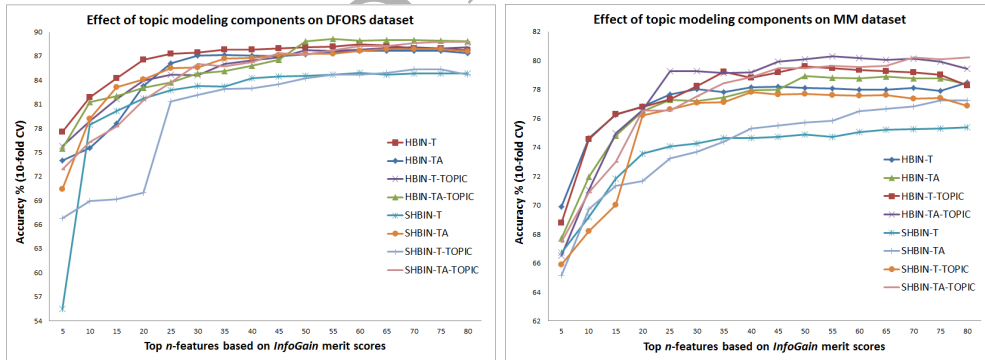 Effect of topic modeling components on DFORS dataset
Accuracy % (10-fold CV)
90
87
84
81
78
75
72
69
66
63
60
57
54
HBIN-T
HBIN-TA
HBIN-T-TOPIC
HBIN-TA-TOPIC
SHBIN-T
SHBIN-TA
SHBIN-T-TOPIC
SHBIN-TA-TOPIC
5 10 15 20 25 30 35 40 45 50 55 60 65 70 75 80
Top n-features based on InfoGain merit scores
Effect of topic modeling components on MM dataset
Accuracy % (10-fold CV)
82
80
78
76
74
72
70
68
66
64
62
HBIN-T
HBIN-TA
HBIN-T-TOPIC
HBIN-TA-TOPIC
SHBIN-T
SHBIN-TA
SHBIN-T-TOPIC
SHBIN-TA-TOPIC
5 10 15 20 25 30 35 40 45 50 55 60 65 70 75 80
Top n-features based on InfoGain merit scores